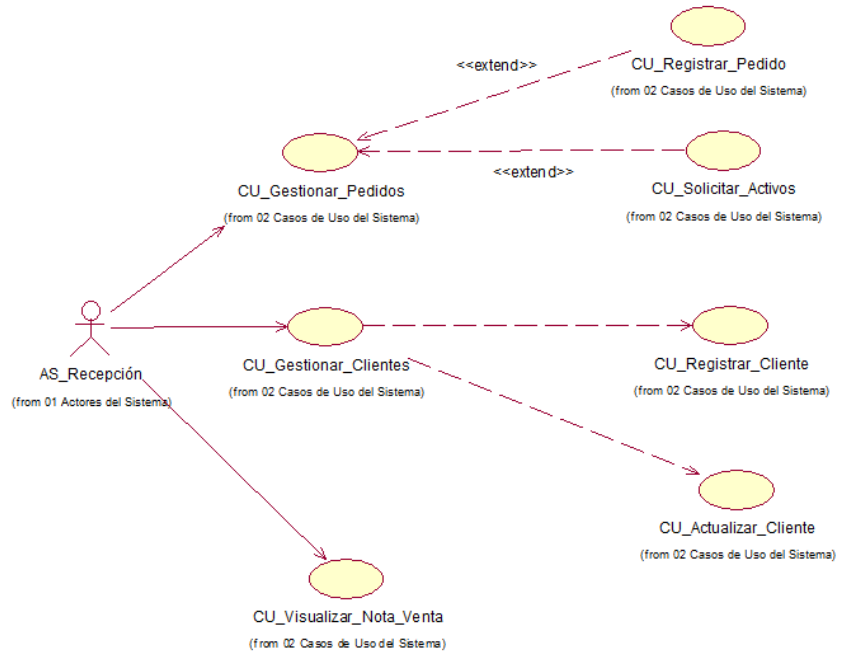 <<extend>>
CU_Registrar_Pedido
(from 02 Casos de Uso del Sistema)
<<extend>>
CU_Gestionar_Pedidos
(from 02 Casos de Uso del Sistema)
CU_Solicitar_Activos
(from 02 Casos de Uso del Sistema)
AS_Recepción
(from 01 Actores del Sistema)
CU_Gestionar_Clientes
(from 02 Casos de Uso del Sistema)
CU_Registrar_Cliente
(from 02 Casos de Uso del Sistema)
CU_Actualizar_Cliente
(from 02 Casos de Uso del Sistema)
CU_Visualizar_Nota_Venta
(from 02 Casos de Uso del Sistema)